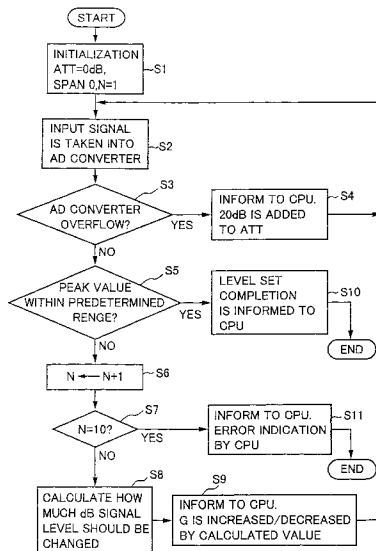 START
INITIALIZATION
ATT=0dB,
SPAN 0,N=1
S1
INPUT SIGNAL
IS TAKEN INTO
AD CONVERTER
S2
AD CONVERTER
OVERFLOW?
S3
YES
NO
INFORM TO CPU.
20dB IS ADDED
TO ATT
S4
PEAK VALUE
WITHIN PREDETERMINED
RENGE?
S5
YES
NO
LEVEL SET
COMPLETION
IS INFORMED TO
CPU
S10
END
N ← N+1
S6
N=10?
S7
YES
NO
INFORM TO CPU.
ERROR INDICATION
BY CPU
S11
END
S8
CALCULATE HOW
MUCH dB SIGNAL
LEVEL SHOULD BE
CHANGED
S9
INFORM TO CPU.
G IS INCREASED/DECREASED
BY CALCULATED VALUE